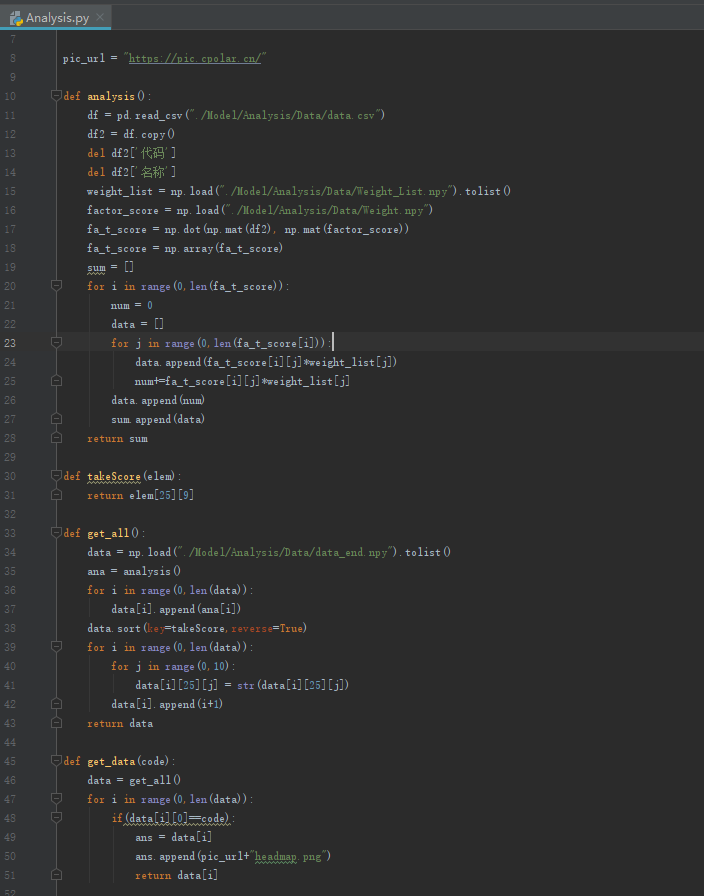 Analysis.py
7
8 pic_url = "https://pic.cpolar.cn/"
9
10 def analysis():
11     df = pd.read_csv("./Model/Analysis/Data/data.csv")
12     df2 = df.copy()
13     del df2['代码']
14     del df2['名称']
15     weight_list = np.load("./Model/Analysis/Data/Weight_List.npy").tolist()
16     factor_score = np.load("./Model/Analysis/Data/Weight.npy")
17     fa_t_score = np.dot(np.mat(df2), np.mat(factor_score))
18     fa_t_score = np.array(fa_t_score)
19     sum = []
20     for i in range(0,len(fa_t_score)):
21         num = 0
22         data = []
23         for j in range(0,len(fa_t_score[i])):
24             data.append(fa_t_score[i][j]*weight_list[j])
25             num+=fa_t_score[i][j]*weight_list[j]
26         data.append(num)
27         sum.append(data)
28     return sum
29
30 def takeScore(elem):
31     return elem[25][9]
32
33 def get_all():
34     data = np.load("./Model/Analysis/Data/data_end.npy").tolist()
35     ana = analysis()
36     for i in range(0,len(data)):
37         data[i].append(ana[i])
38     data.sort(key=takeScore,reverse=True)
39     for i in range(0,len(data)):
40         for j in range(0,10):
41             data[i][25][j] = str(data[i][25][j])
42         data[i].append(i+1)
43     return data
44
45 def get_data(code):
46     data = get_all()
47     for i in range(0,len(data)):
48         if(data[i][0]==code):
49             ans = data[i]
50             ans.append(pic_url+"headmap.png")
51             return data[i]
52